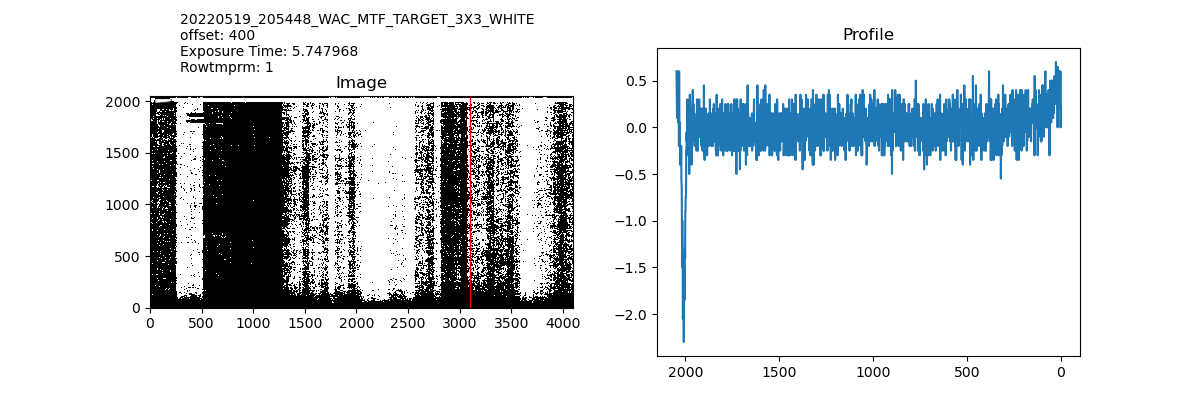 20220519_205448_WAC_MTF_TARGET_3X3_WHITE
offset: 400
Exposure Time: 5.747968
Rowtmprm: 1
Image
2000
1500
1000
500
0
0 500 1000 1500 2000 2500 3000 3500 4000
Profile
0.5
0.0
−0.5
−1.0
−1.5
−2.0
2000 1500 1000 500 0